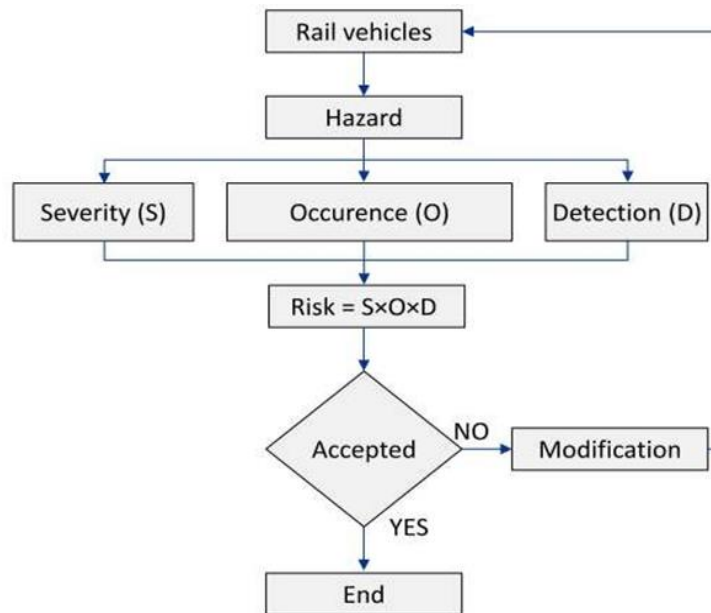 Rail vehicles
Hazard
Severity (S)
Occurence (O)
Detection (D)
Risk = S×O×D
Accepted
NO
Modification
YES
End